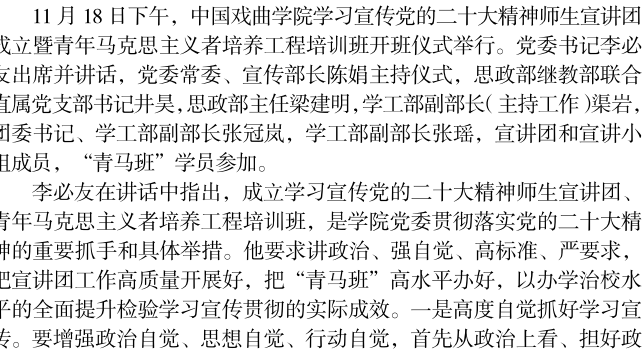 11月18日下午，中国戏曲学院学习宣传党的二十大精神师生宣讲团
成立暨青年马克思主义者培养工程培训班开班仪式举行。党委书记李必
友出席并讲话，党委常委、宣传部长陈娟主持仪式，思政部继教部联合
直属党支部书记井昊，思政部主任梁建明，学工部副部长（主持工作）渠岩，
团委书记、学工部副部长张冠岚，学工部副部长张瑶，宣讲团和宣讲小
组成员，“青马班”学员参加。
李必友在讲话中指出，成立学习宣传党的二十大精神师生宣讲团、
青年马克思主义者培养工程培训班，是学院党委贯彻落实党的二十大精
神的重要抓手和具体举措。他要求讲政治、强自觉、高标准、严要求，
把宣讲团工作高质量开展好，把“青马班”高水平办好，以办学治校水
平的全面提升检验学习宣传贯彻的实际成效。一是高度自觉抓好学习宣
传。要增强政治自觉、思想自觉、行动自觉，首先从政治上看、担好政